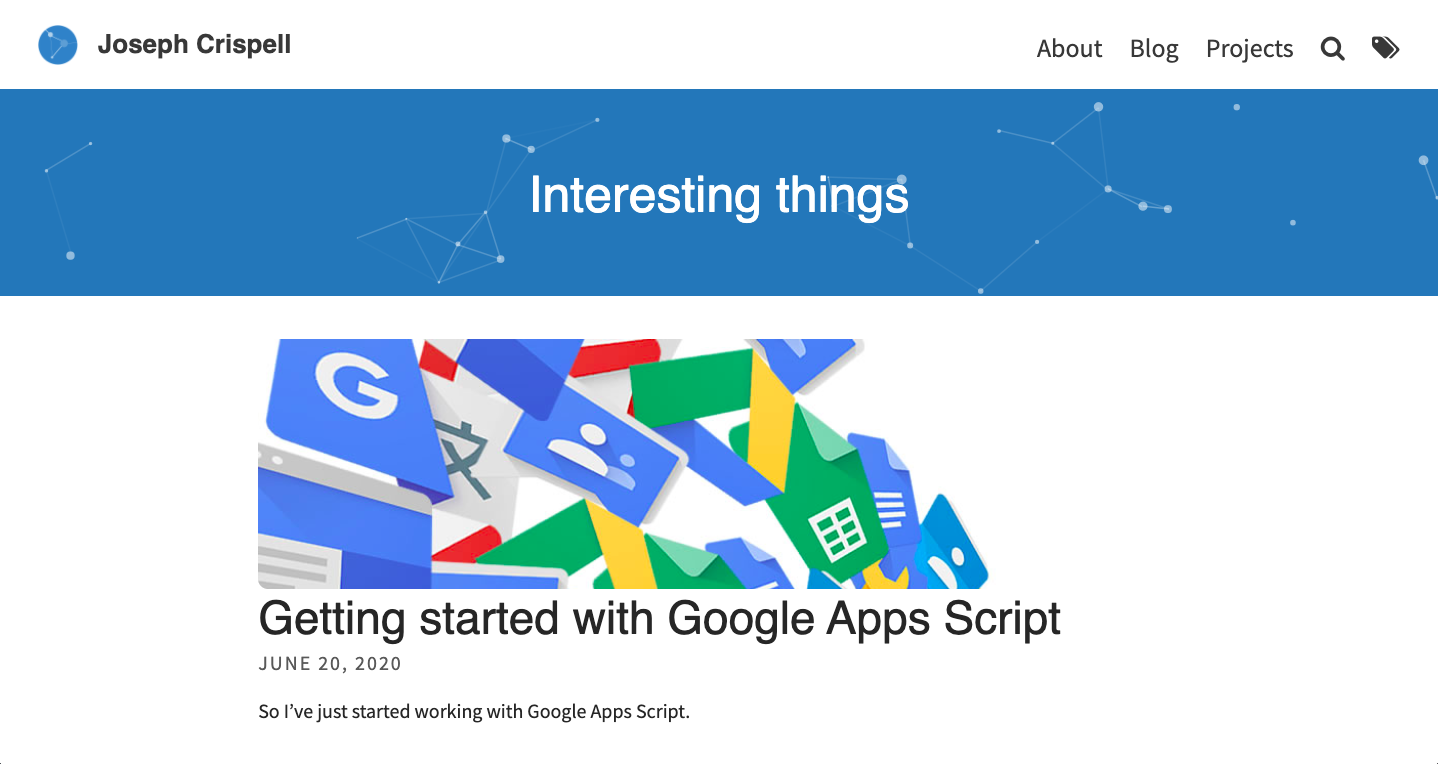 Joseph Crispell
About Blog Projects
Interesting things
G
文
Getting started with Google Apps Script
JUNE 20, 2020
So I’ve just started working with Google Apps Script.